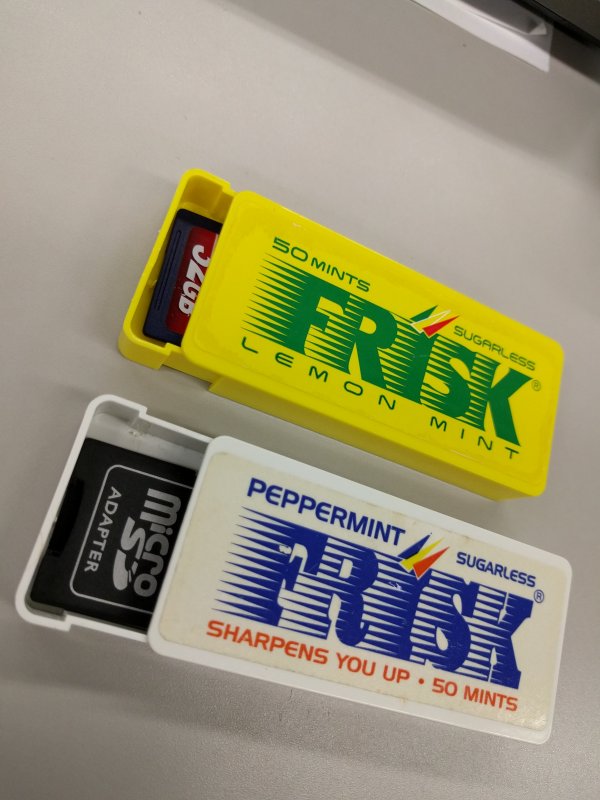 32GB
50 MINTS
FRISK
SUGARLESS
®
LEMON MINT
micro
SD
ADAPTER
PEPPERMINT
FRISK
SUGARLESS
®
SHARPENS YOU UP • 50 MINTS